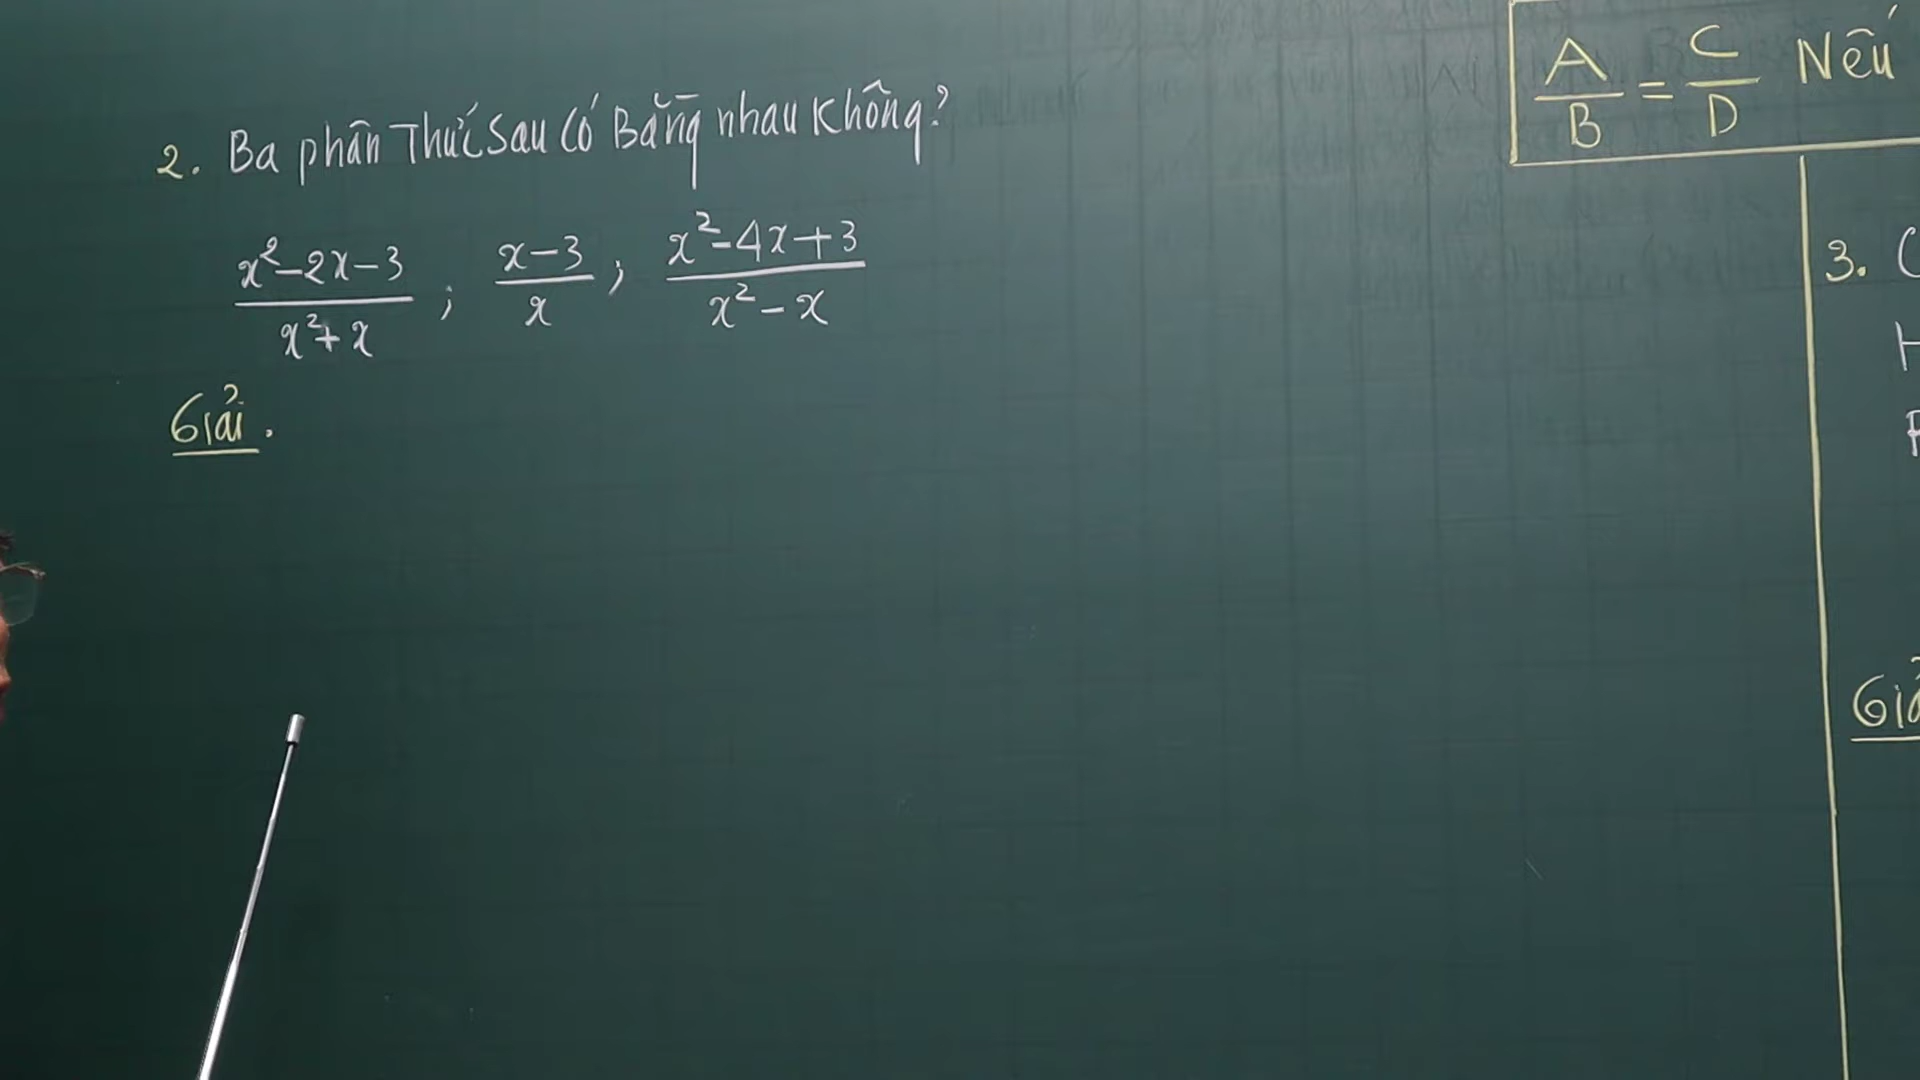 2. Ba phân Thức sau có Bằng nhau Không?
x²-2x-3 / x²+x ; x-3 / x ; x²-4x+3 / x²-x
Giải.
A/B = C/D Nếu
3.